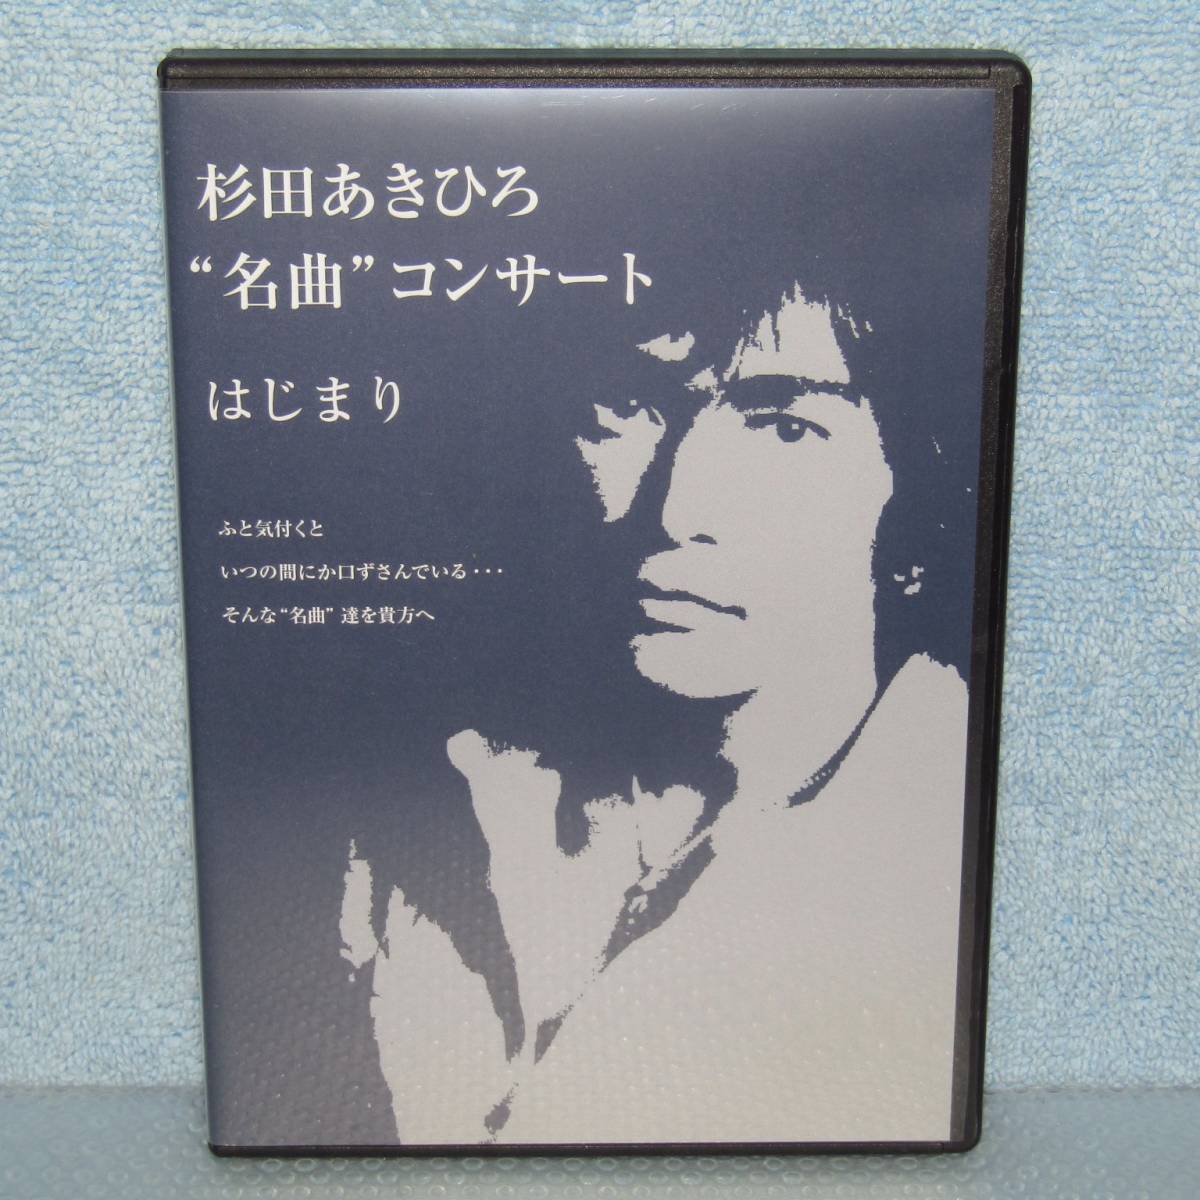 杉田あきひろ
“名曲”コンサート
はじまり
ふと気付くと
いつの間にか口ずさんでいる・・・
そんな“名曲”達を貴方へ